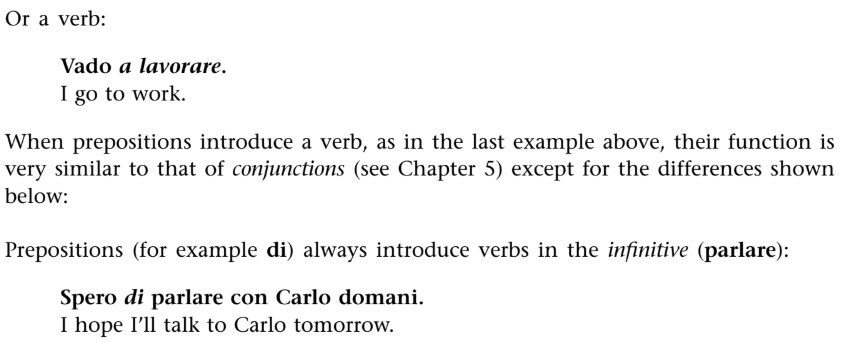 Or a verb:
Vado a lavorare.
I go to work.
When prepositions introduce a verb, as in the last example above, their function is
very similar to that of conjunctions (see Chapter 5) except for the differences shown
below:
Prepositions (for example di) always introduce verbs in the infinitive (parlare):
Spero di parlare con Carlo domani.
I hope I'll talk to Carlo tomorrow.